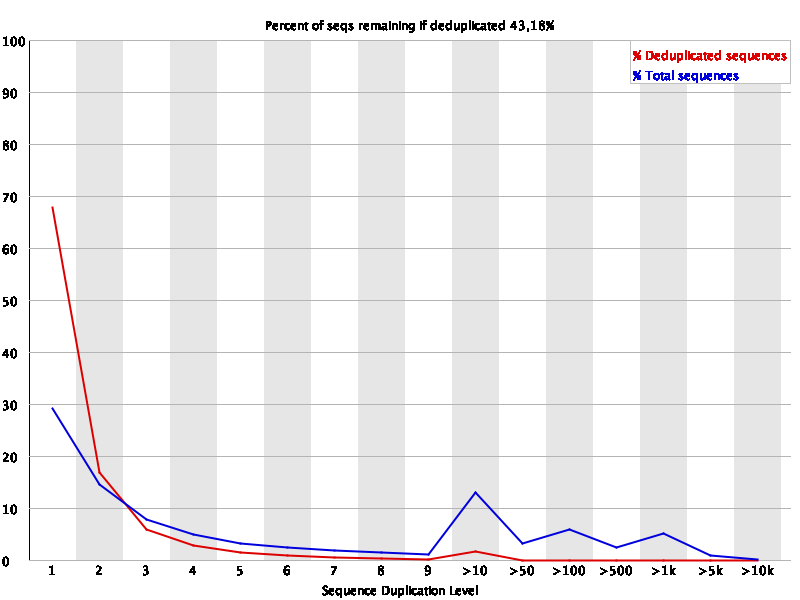 Percent of seqs remaining if deduplicated 43,18%
% Deduplicated sequences
% Total sequences
100
90
80
70
60
50
40
30
20
10
0
1 2 3 4 5 6 7 8 9 >10 >50 >100 >500 >1k >5k >10k
Sequence Duplication Level